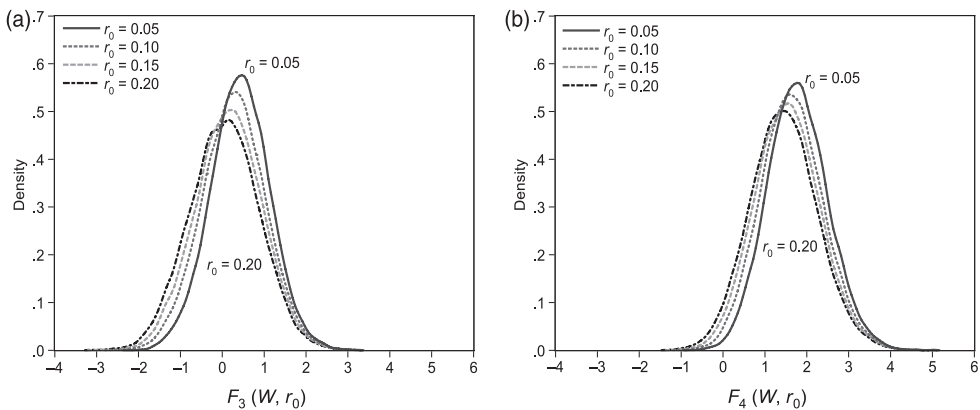 (a)
.7
.6
.5
.4
.3
.2
.1
.0
Density
r0 = 0.05
r0 = 0.10
r0 = 0.15
r0 = 0.20
r0 = 0.05
r0 = 0.20
–4 –3 –2 –1 0 1 2 3 4 5 6
F3 (W, r0)
(b)
.7
.6
.5
.4
.3
.2
.1
.0
Density
r0 = 0.05
r0 = 0.10
r0 = 0.15
r0 = 0.20
r0 = 0.05
r0 = 0.20
–4 –3 –2 –1 0 1 2 3 4 5 6
F4 (W, r0)